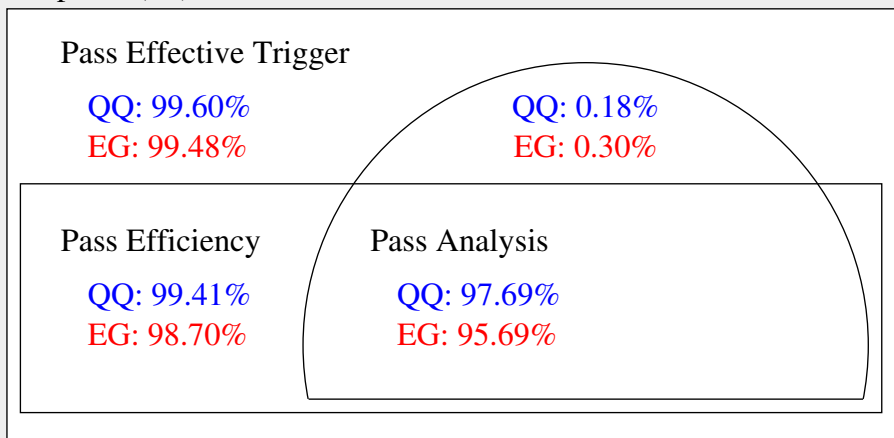 Pass Effective Trigger
QQ: 99.60%
EG: 99.48%
QQ: 0.18%
EG: 0.30%
Pass Efficiency
QQ: 99.41%
EG: 98.70%
Pass Analysis
QQ: 97.69%
EG: 95.69%